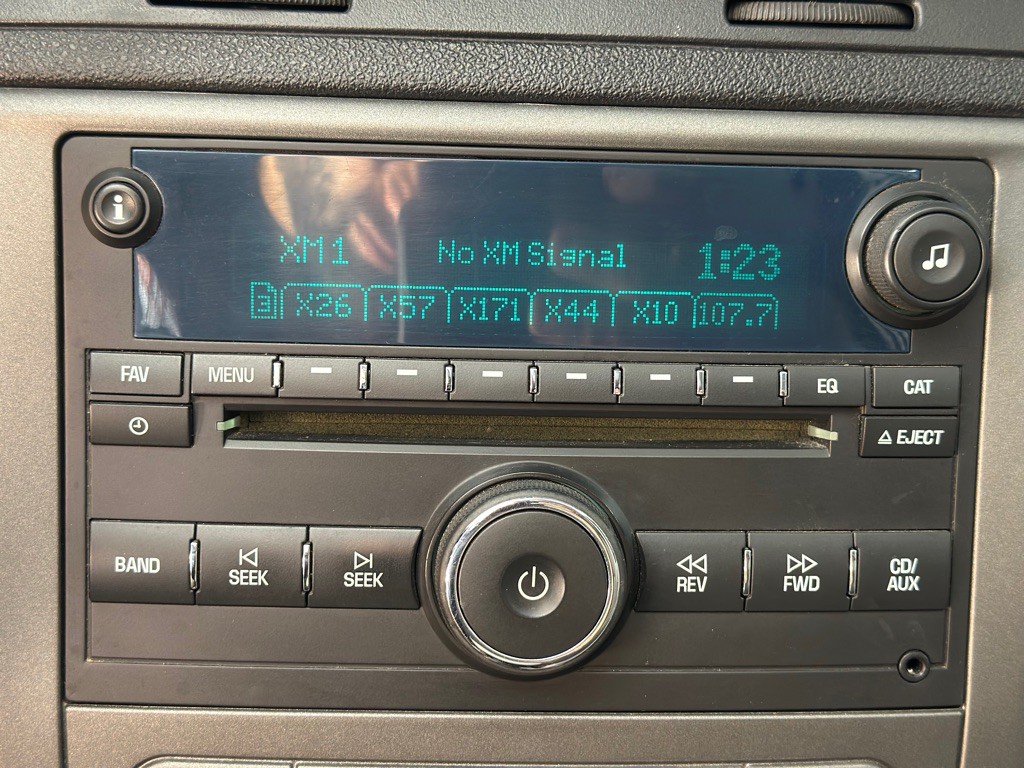 i
XM1 No XM Signal 1:23
3 X26 X57 X171 X44 X10 107.7
FAV MENU EQ CAT
EJECT
BAND SEEK SEEK REV FWD CD/
AUX